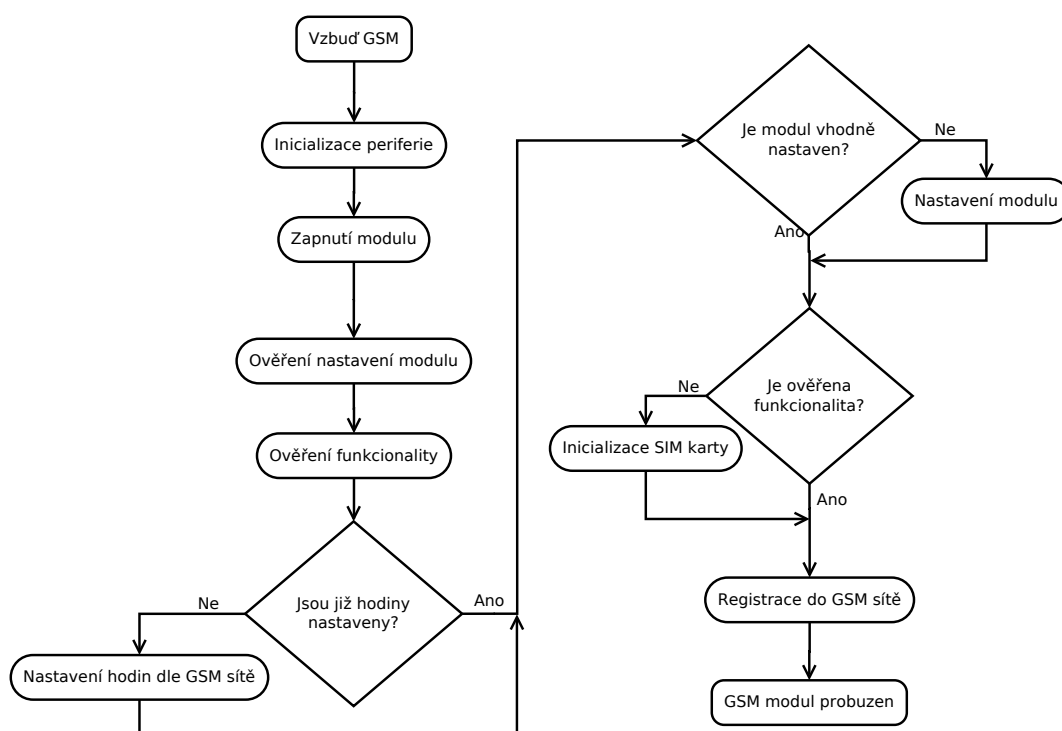 Vzbuď GSM
Inicializace periferie
Zapnutí modulu
Ověření nastavení modulu
Ověření funkcionality
Jsou již hodiny
nastaveny?
Ne
Ano
Nastavení hodin dle GSM sítě
Je modul vhodně
nastaven?
Ne
Nastavení modulu
Ano
Je ověřena
funkcionalita?
Ne
Inicializace SIM karty
Ano
Registrace do GSM sítě
GSM modul probuzen